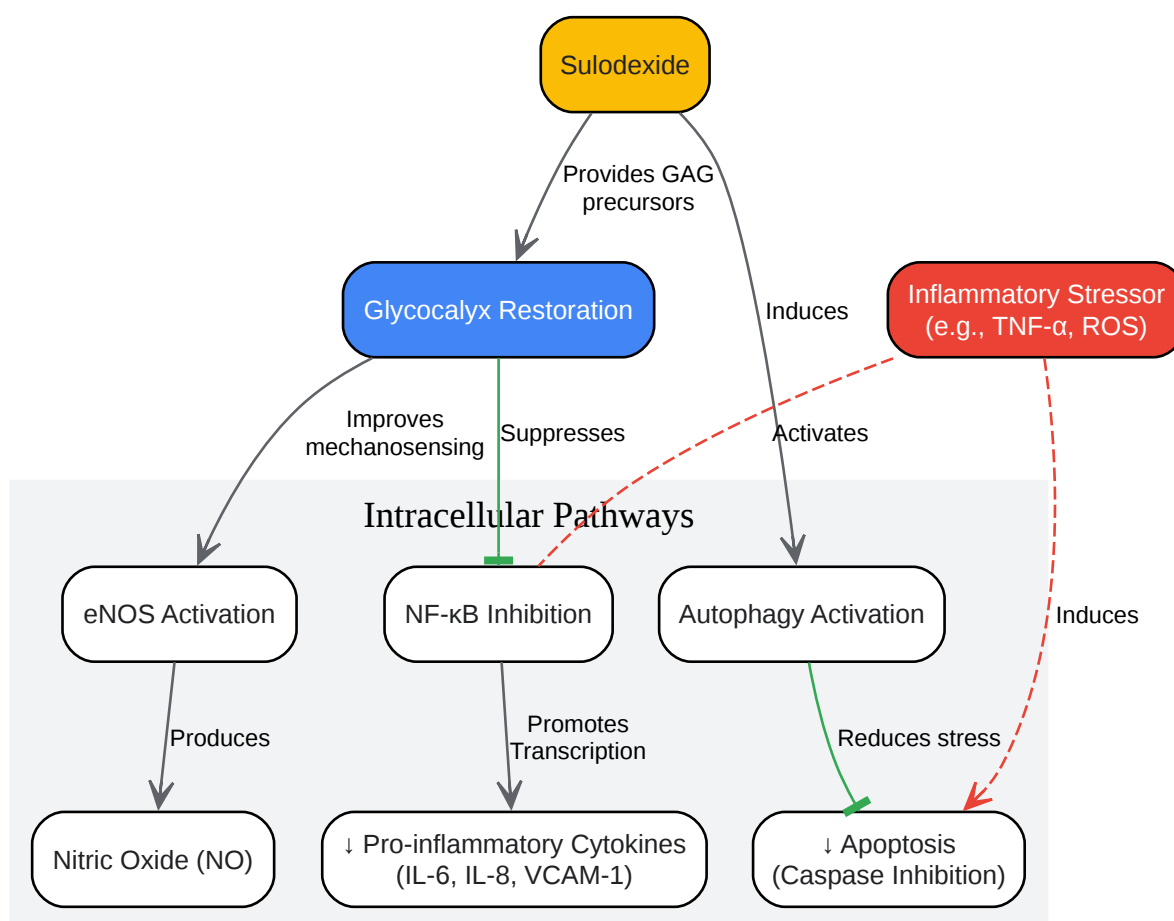 Sulodexide
Provides GAG
precursors
Glycocalyx Restoration
Induces
Inflammatory Stressor
(e.g., TNF-α, ROS)
Improves
mechanosensing
Suppresses
Activates
Intracellular Pathways
eNOS Activation
NF-κB Inhibition
Autophagy Activation
Induces
Produces
Promotes
Transcription
Reduces stress
Nitric Oxide (NO)
↓ Pro-inflammatory Cytokines
(IL-6, IL-8, VCAM-1)
↓ Apoptosis
(Caspase Inhibition)